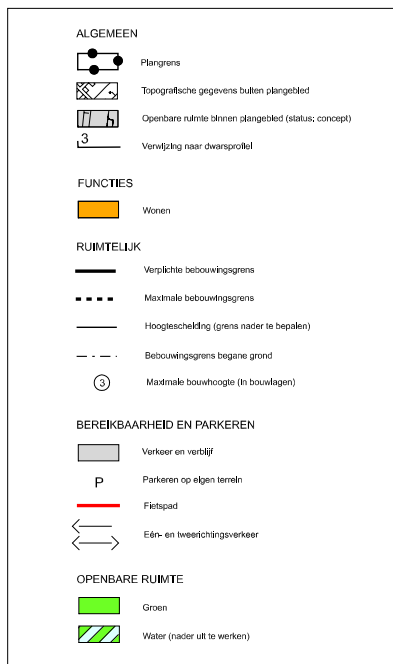 ALGEMEEN
Plangrens
Topografische gegevens buiten plangebied
Openbare ruimte binnen plangebied (status: concept)
3
Verwijzing naar dwarsprofiel
FUNCTIES
Wonen
RUIMTELIJK
Verplichte bebouwingsgrens
Maximale bebouwingsgrens
Hoogtescheiding (grens nader te bepalen)
Bebouwingsgrens begane grond
3 Maximale bouwhoogte (in bouwlagen)
BEREIKBAARHEID EN PARKEREN
Verkeer en verblijf
P Parkeren op eigen terrein
Fietspad
Eén- en tweerichtingsverkeer
OPENBARE RUIMTE
Groen
Water (nader uit te werken)